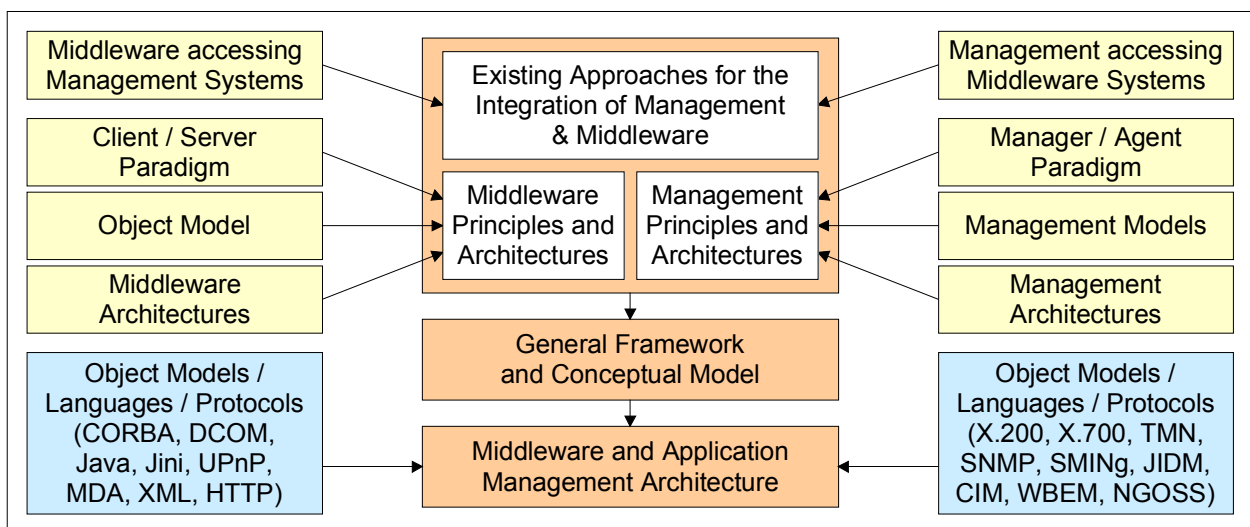 Middleware accessing
Management Systems
Client / Server
Paradigm
Object Model
Middleware
Architectures
Object Models /
Languages / Protocols
(CORBA, DCOM,
Java, Jini, UPnP,
MDA, XML, HTTP)
Existing Approaches for the
Integration of Management
& Middleware
Middleware
Principles and
Architectures
Management
Principles and
Architectures
General Framework
and Conceptual Model
Middleware and Application
Management Architecture
Management accessing
Middleware Systems
Manager / Agent
Paradigm
Management Models
Management
Architectures
Object Models /
Languages / Protocols
(X.200, X.700, TMN,
SNMP, SMINg, JIDM,
CIM, WBEM, NGOSS)